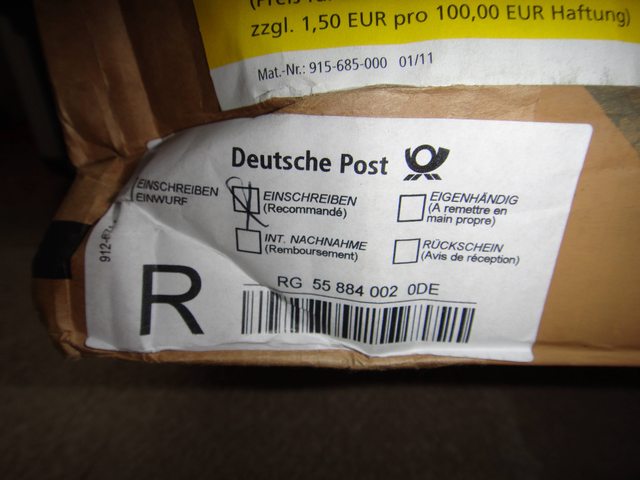 zzgl. 1,50 EUR pro 100,00 EUR Haftung)
Mat.-Nr.: 915-685-000 01/11
Deutsche Post
EINSCHREIBEN
EINWURF
EINSCHREIBEN
(Recommandé)
EIGENHÄNDIG
(A remettre en
main propre)
INT. NACHNAHME
(Remboursement)
RÜCKSCHEIN
(Avis de réception)
R
RG 55 884 002 0DE